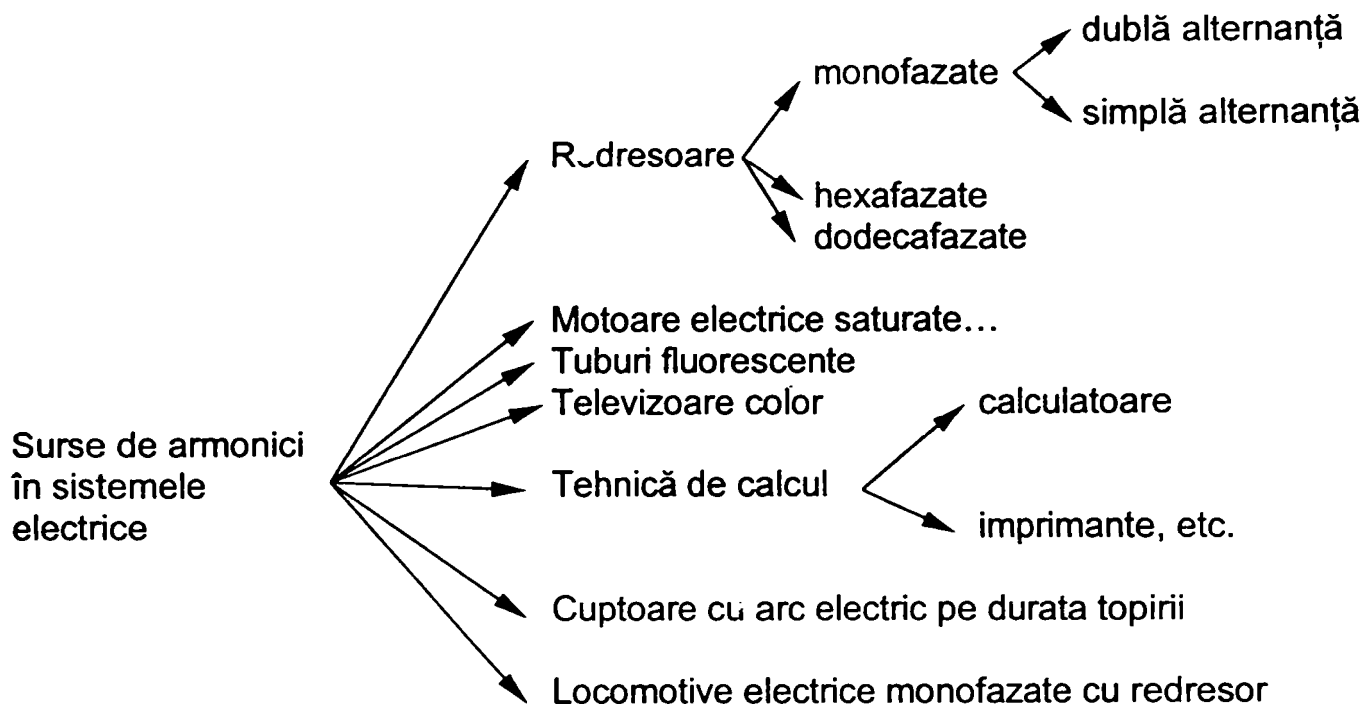 dublă alternanță
monofazate
simplă alternanță
Redresoare
hexafazate
dodecafazate
Motoare electrice saturate...
Tuburi fluorescente
Televizoare color
calculatoare
Surse de armonici
în sistemele
electrice
Tehnică de calcul
imprimante, etc.
Cuptoare cu arc electric pe durata topirii
Locomotive electrice monofazate cu redresor